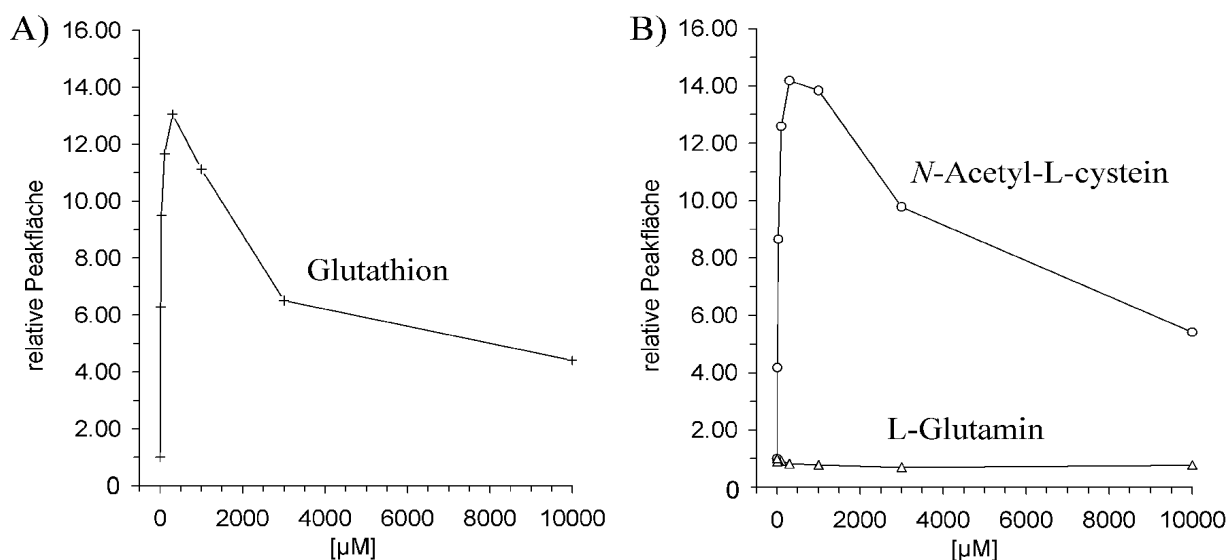 A)
relative Peakfläche
16.00
14.00
12.00
10.00
8.00
6.00
4.00
2.00
0
Glutathion
0 2000 4000 6000 8000 10000
[µM]
B)
relative Peakfläche
16.00
14.00
12.00
10.00
8.00
6.00
4.00
2.00
0
N-Acetyl-L-cystein
L-Glutamin
0 2000 4000 6000 8000 10000
[µM]